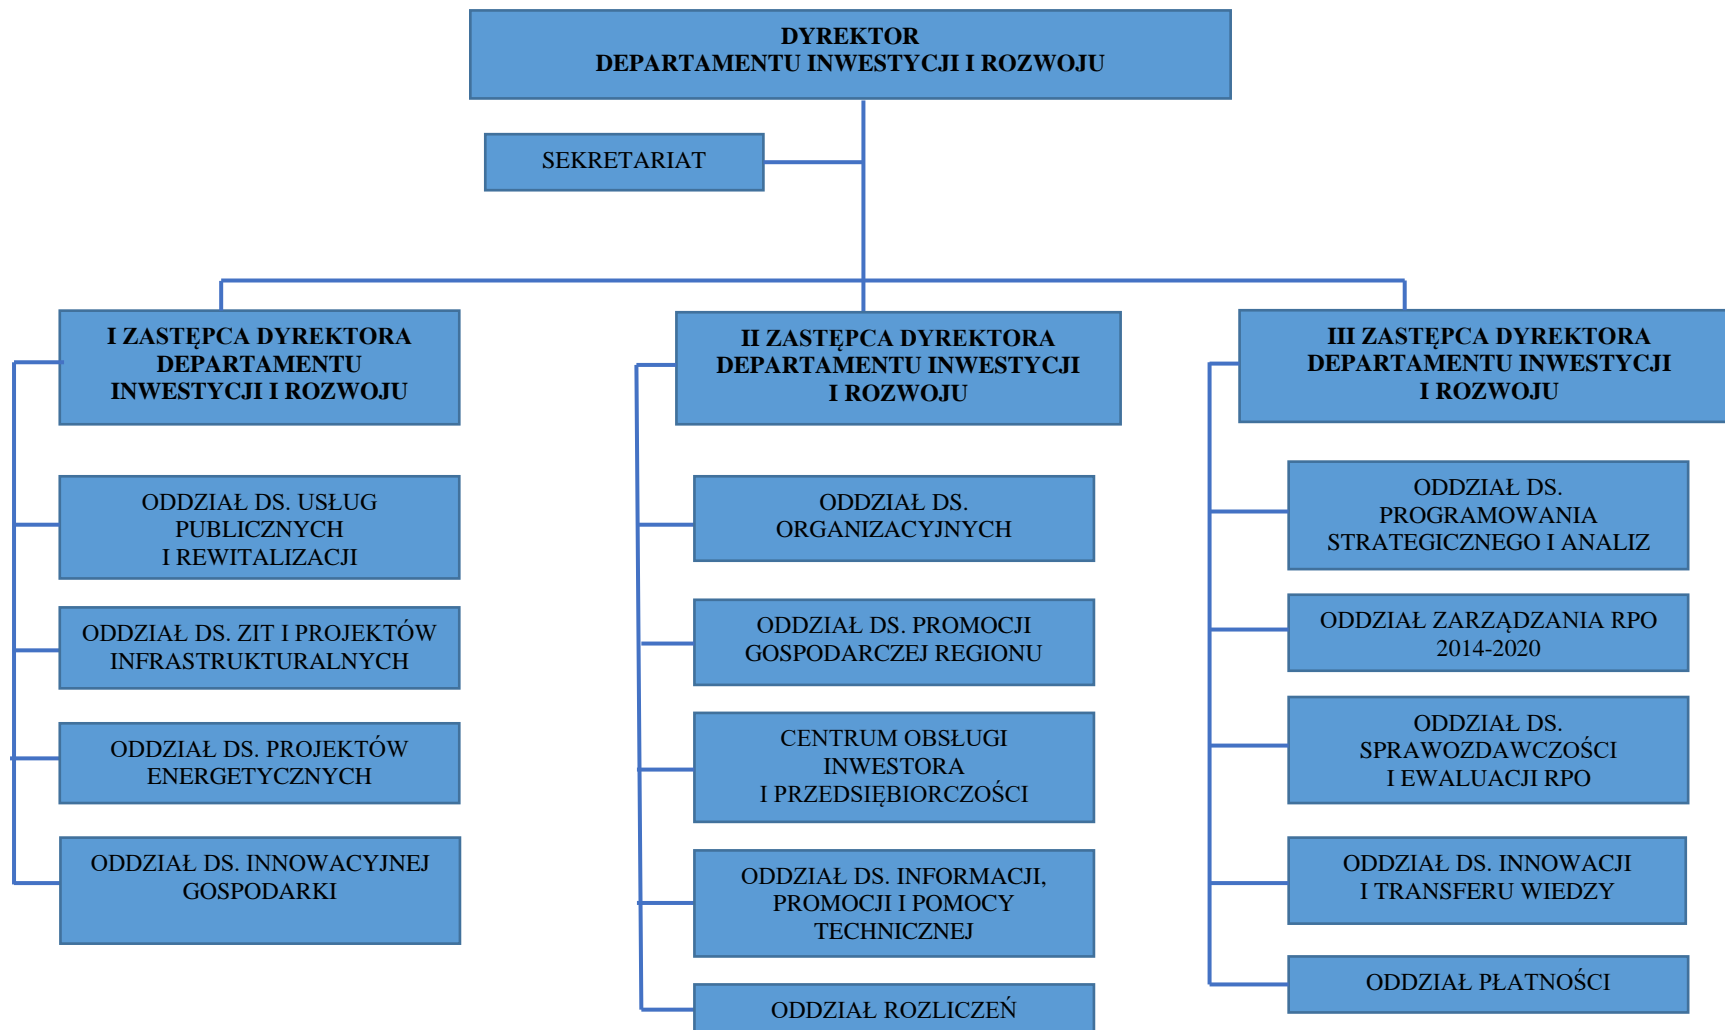 DYREKTOR
DEPARTAMENTU INWESTYCJI I ROZWOJU
SEKRETARIAT
I ZASTĘPCA DYREKTORA
DEPARTAMENTU
INWESTYCJI I ROZWOJU
ODDZIAŁ DS. USŁUG
PUBLICZNYCH
I REWITALIZACJI
ODDZIAŁ DS. ZIT I PROJEKTÓW
INFRASTRUKTURALNYCH
ODDZIAŁ DS. PROJEKTÓW
ENERGETYCZNYCH
ODDZIAŁ DS. INNOWACYJNEJ
GOSPODARKI
II ZASTĘPCA DYREKTORA
DEPARTAMENTU INWESTYCJI
I ROZWOJU
ODDZIAŁ DS.
ORGANIZACYJNYCH
ODDZIAŁ DS. PROMOCJI
GOSPODARCZEJ REGIONU
CENTRUM OBSŁUGI
INWESTORA
I PRZEDSIĘBIORCZOŚCI
ODDZIAŁ DS. INFORMACJI,
PROMOCJI I POMOCY
TECHNICZNEJ
ODDZIAŁ ROZLICZEŃ
III ZASTĘPCA DYREKTORA
DEPARTAMENTU INWESTYCJI
I ROZWOJU
ODDZIAŁ DS.
PROGRAMOWANIA
STRATEGICZNEGO I ANALIZ
ODDZIAŁ ZARZĄDZANIA RPO
2014-2020
ODDZIAŁ DS.
SPRAWOZDAWCZOŚCI
I EWALUACJI RPO
ODDZIAŁ DS. INNOWACJI
I TRANSFERU WIEDZY
ODDZIAŁ PŁATNOŚCI